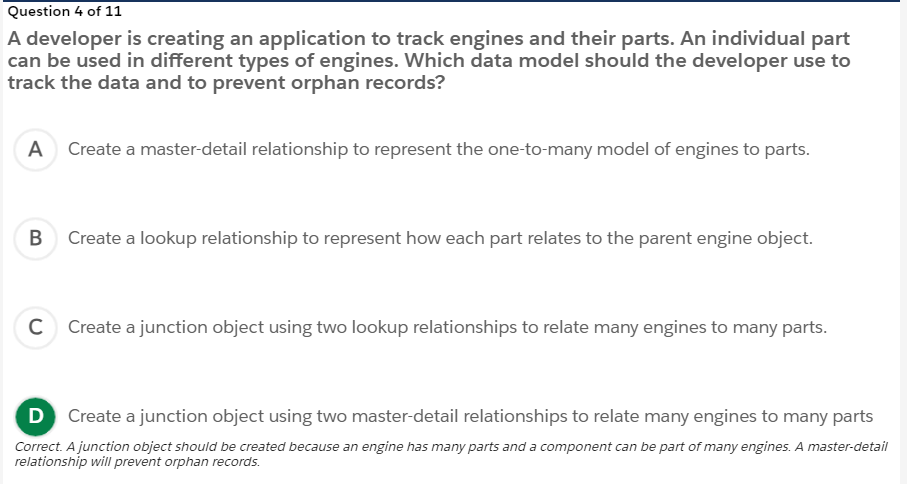 Question 4 of 11
A developer is creating an application to track engines and their parts. An individual part
can be used in different types of engines. Which data model should the developer use to
track the data and to prevent orphan records?
A Create a master-detail relationship to represent the one-to-many model of engines to parts.
B Create a lookup relationship to represent how each part relates to the parent engine object.
C Create a junction object using two lookup relationships to relate many engines to many parts.
D Create a junction object using two master-detail relationships to relate many engines to many parts
Correct. A junction object should be created because an engine has many parts and a component can be part of many engines. A master-detail
relationship will prevent orphan records.